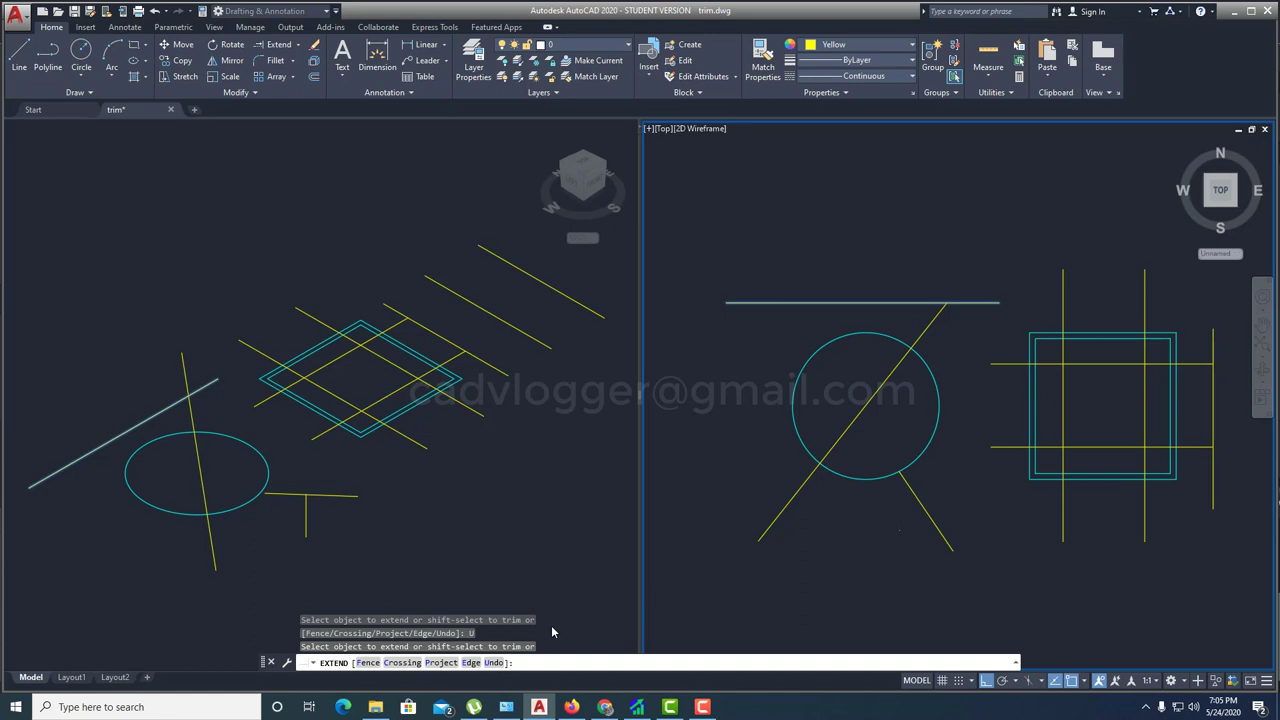 Autodesk AutoCAD 2020 - STUDENT VERSION trim.dwg
Drafting & Annotation
Type a keyword or phrase
Sign In
Home Insert Annotate Parametric View Manage Output Add-ins Collaborate Express Tools Featured Apps
Line Polyline Circle Arc
Move Rotate Extend
Copy Mirror Fillet
Stretch Scale Array
Text Dimension
Linear
Leader
Table
Layer Properties
0
Make Current
Match Layer
Insert
Create
Edit
Edit Attributes
Match Properties
Yellow
ByLayer
Continuous
Group Measure Paste Base
Draw Modify Annotation Layers Block Properties Groups Utilities Clipboard View
Start trim*
[+][Top][2D Wireframe]
N
W TOP E
S
Unnamed
W S
cadvlogger@gmail.com
Select object to extend or shift-select to trim or
[Fence/Crossing/Project/Edge/Undo]: U
Select object to extend or shift-select to trim or
EXTEND [Fence Crossing Project Edge Undo]:
Model Layout1 Layout2 +
MODEL 1:1
Type here to search
7:05 PM
5/24/2020